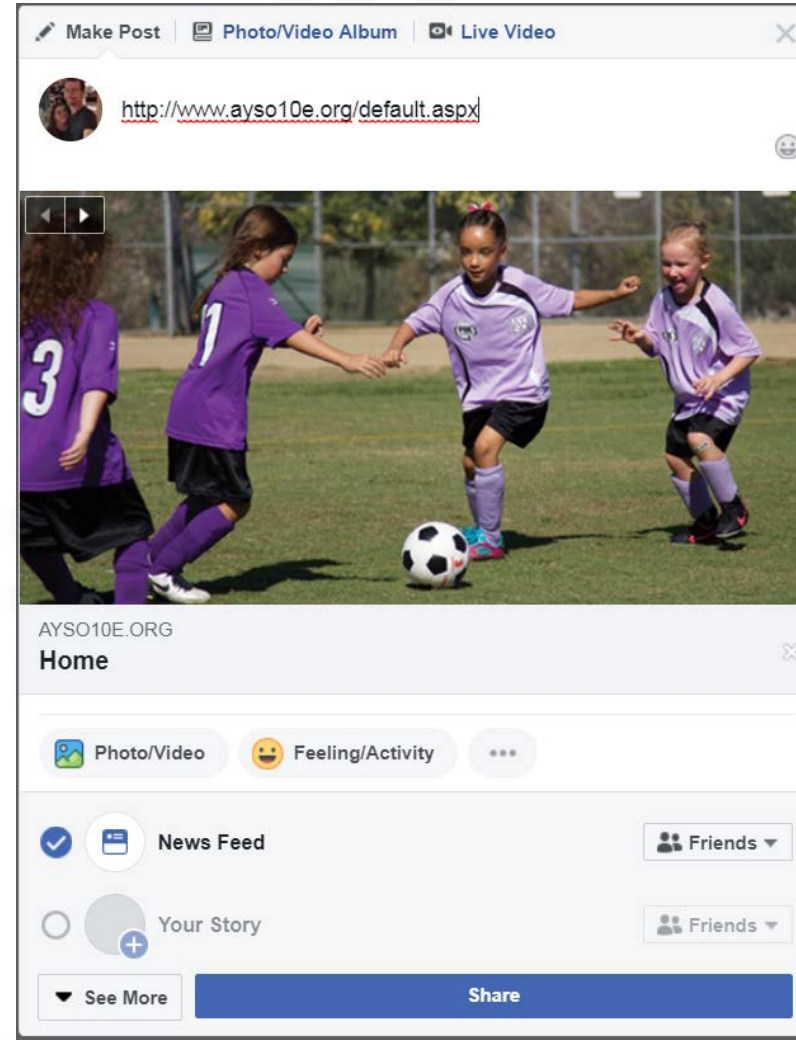 Make Post Photo/Video Album Live Video
http://www.ayso10e.org/default.aspx
3
1
AYSO10E.ORG
Home
Photo/Video Feeling/Activity
News Feed Friends
Your Story Friends
See More Share